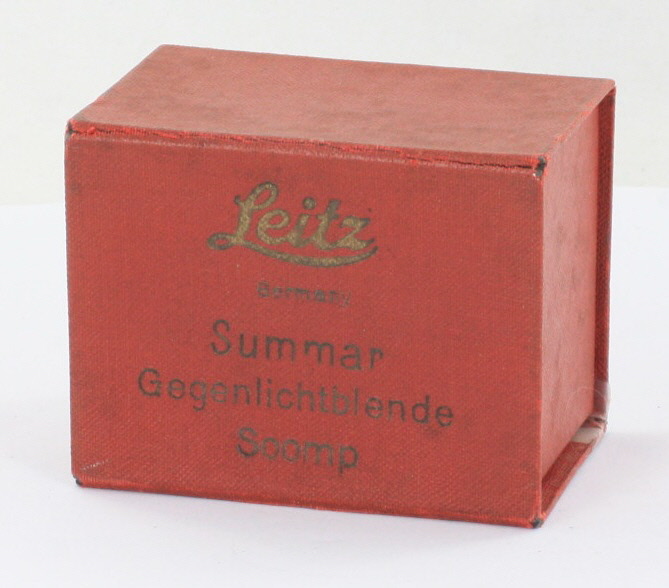 Leitz
Germany
Summar
Gegenlichtblende
Soomp